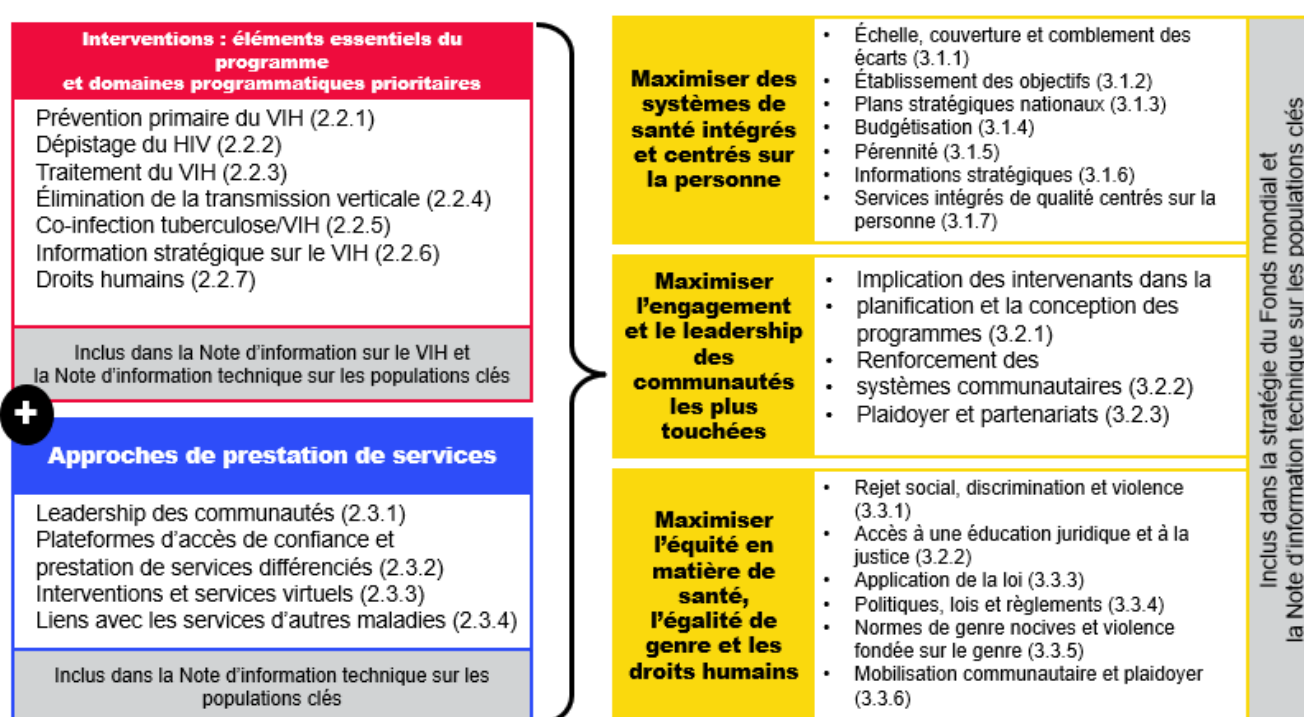 Interventions : éléments essentiels du
programme
et domaines programmatiques prioritaires
Prévention primaire du VIH (2.2.1)
Dépistage du HIV (2.2.2)
Traitement du VIH (2.2.3)
Élimination de la transmission verticale (2.2.4)
Co-infection tuberculose/VIH (2.2.5)
Information stratégique sur le VIH (2.2.6)
Droits humains (2.2.7)
Inclus dans la Note d'information sur le VIH et
la Note d'information technique sur les populations clés
+
Approches de prestation de services
Leadership des communautés (2.3.1)
Plateformes d'accès de confiance et
prestation de services différenciés (2.3.2)
Interventions et services virtuels (2.3.3)
Liens avec les services d'autres maladies (2.3.4)
Inclus dans la Note d'information technique sur les
populations clés
Maximiser des
systèmes de
santé intégrés
et centrés sur
la personne
• Échelle, couverture et comblement des
écarts (3.1.1)
• Établissement des objectifs (3.1.2)
• Plans stratégiques nationaux (3.1.3)
• Budgétisation (3.1.4)
• Pérennité (3.1.5)
• Informations stratégiques (3.1.6)
• Services intégrés de qualité centrés sur la
personne (3.1.7)
Maximiser
l'engagement
et le leadership
des
communautés
les plus
touchées
• Implication des intervenants dans la
• planification et la conception des
programmes (3.2.1)
• Renforcement des
• systèmes communautaires (3.2.2)
• Plaidoyer et partenariats (3.2.3)
Maximiser
l'équité en
matière de
santé,
l'égalité de
genre et les
droits humains
• Rejet social, discrimination et violence
(3.3.1)
• Accès à une éducation juridique et à la
justice (3.2.2)
• Application de la loi (3.3.3)
• Politiques, lois et règlements (3.3.4)
• Normes de genre nocives et violence
fondée sur le genre (3.3.5)
• Mobilisation communautaire et plaidoyer
(3.3.6)
Inclus dans la stratégie du Fonds mondial et
la Note d'information technique sur les populations clés